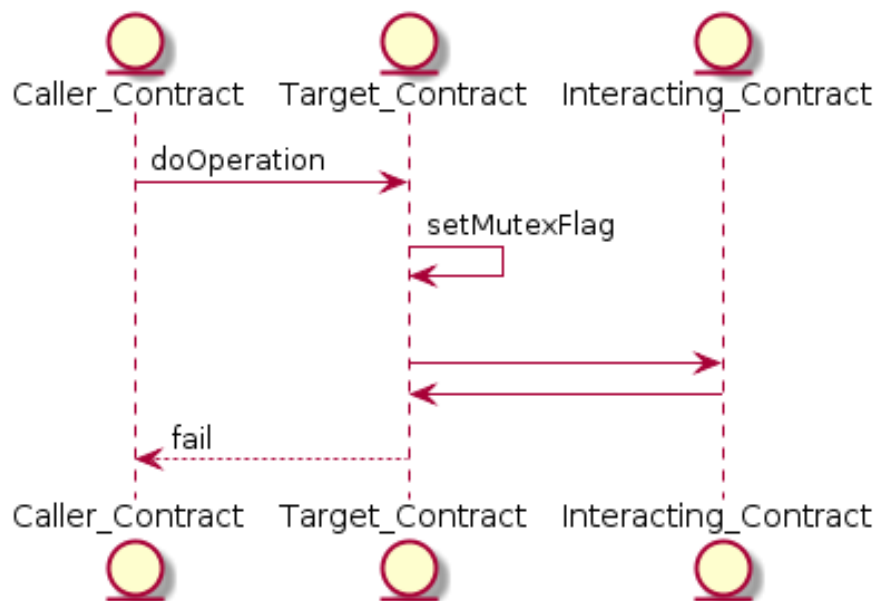 Caller_Contract Target_Contract Interacting_Contract
doOperation
setMutexFlag
fail
Caller_Contract Target_Contract Interacting_Contract